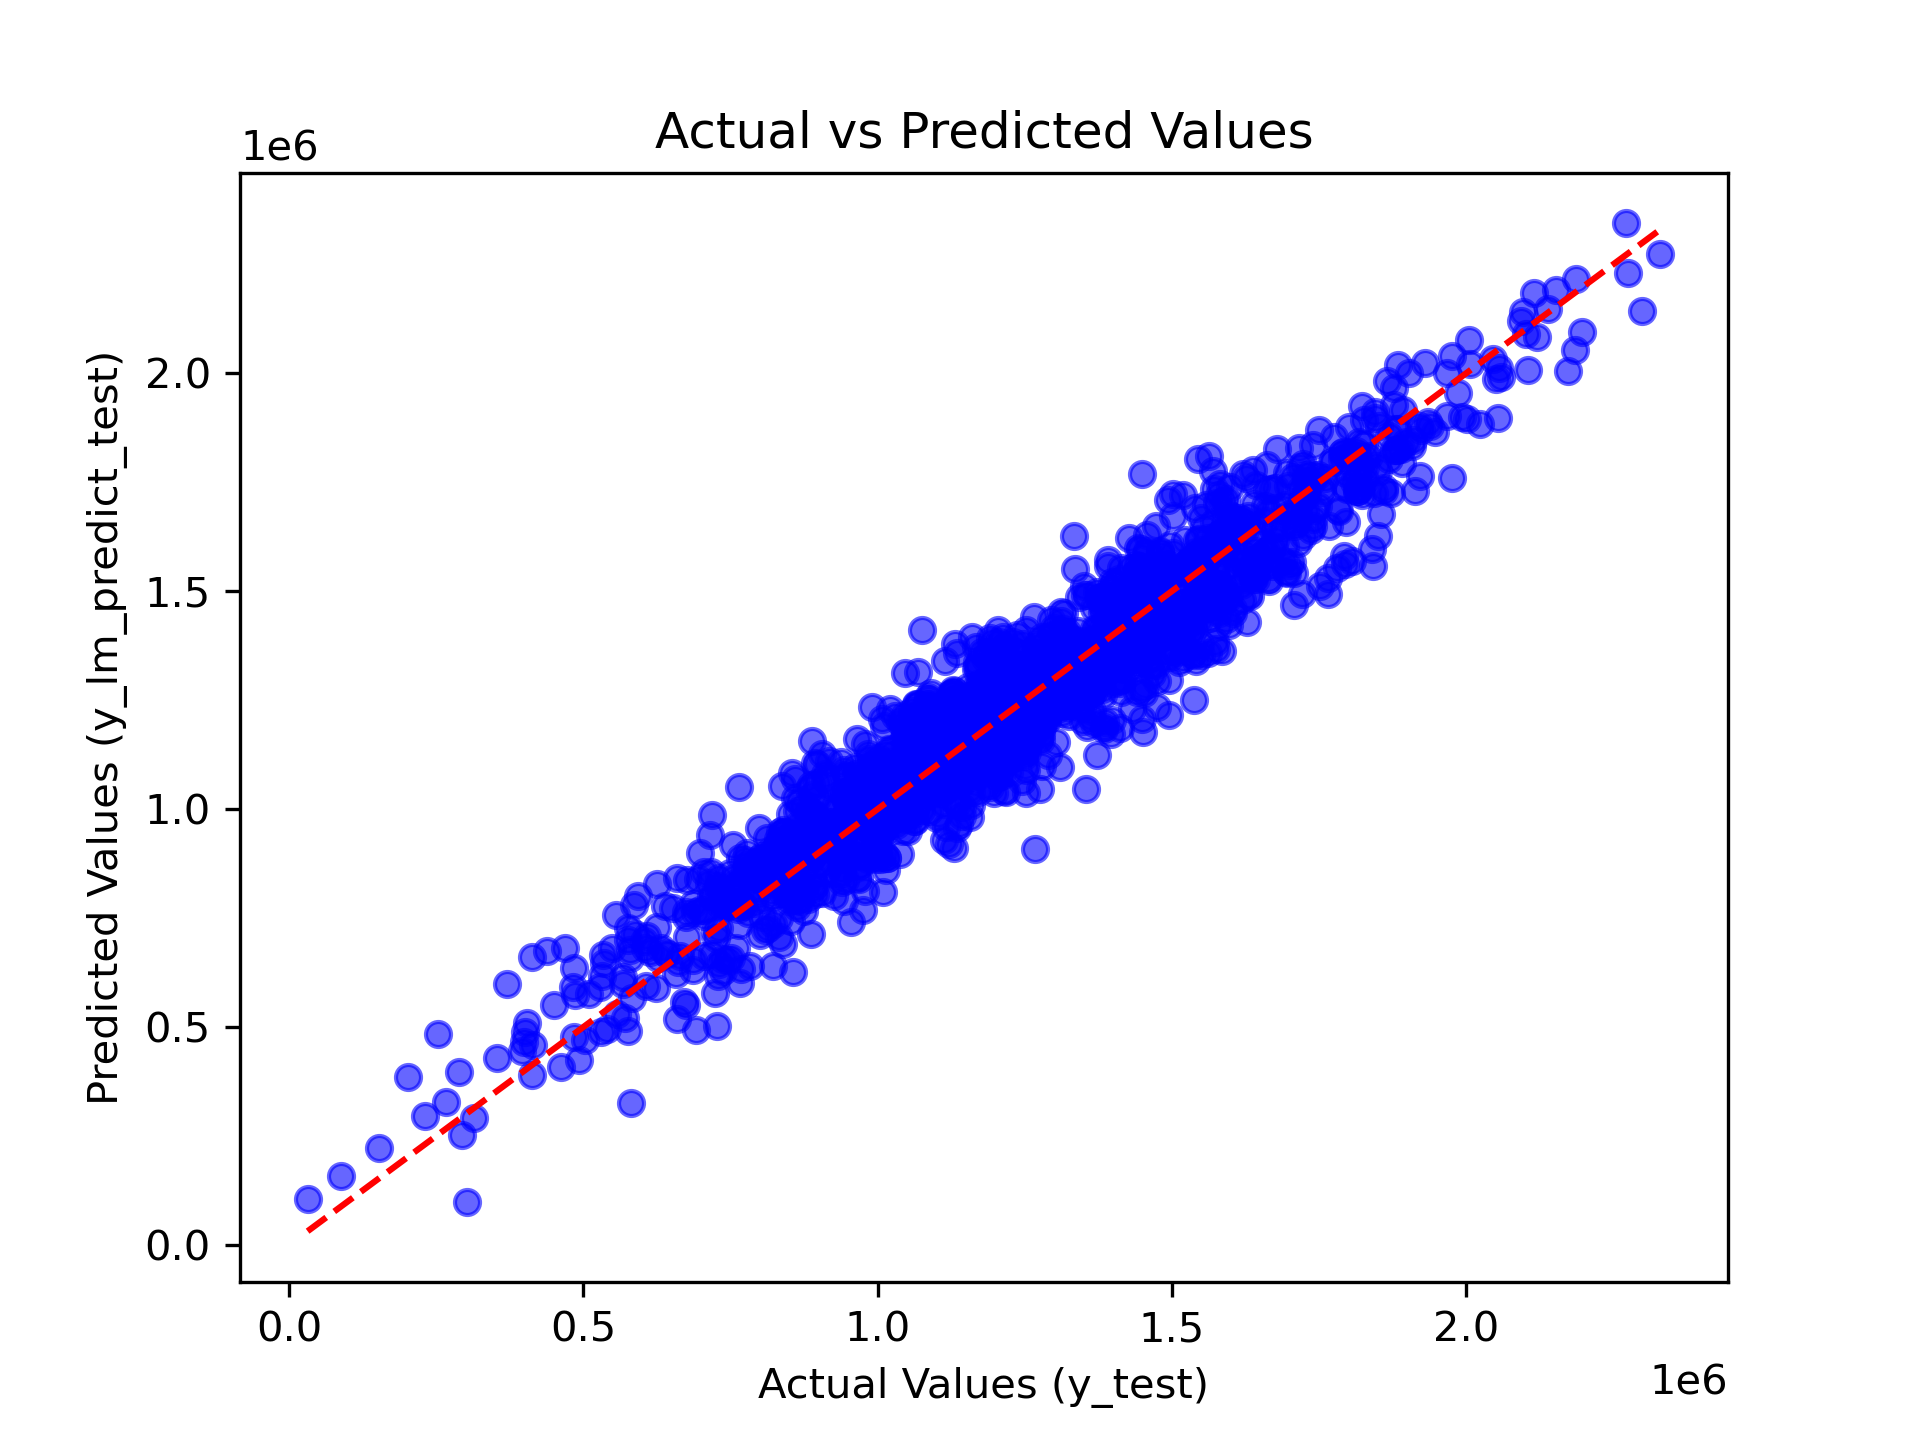 Actual vs Predicted Values
1e6
Predicted Values (y_lm_predict_test)
2.0
1.5
1.0
0.5
0.0
0.0 0.5 1.0 1.5 2.0
1e6
Actual Values (y_test)